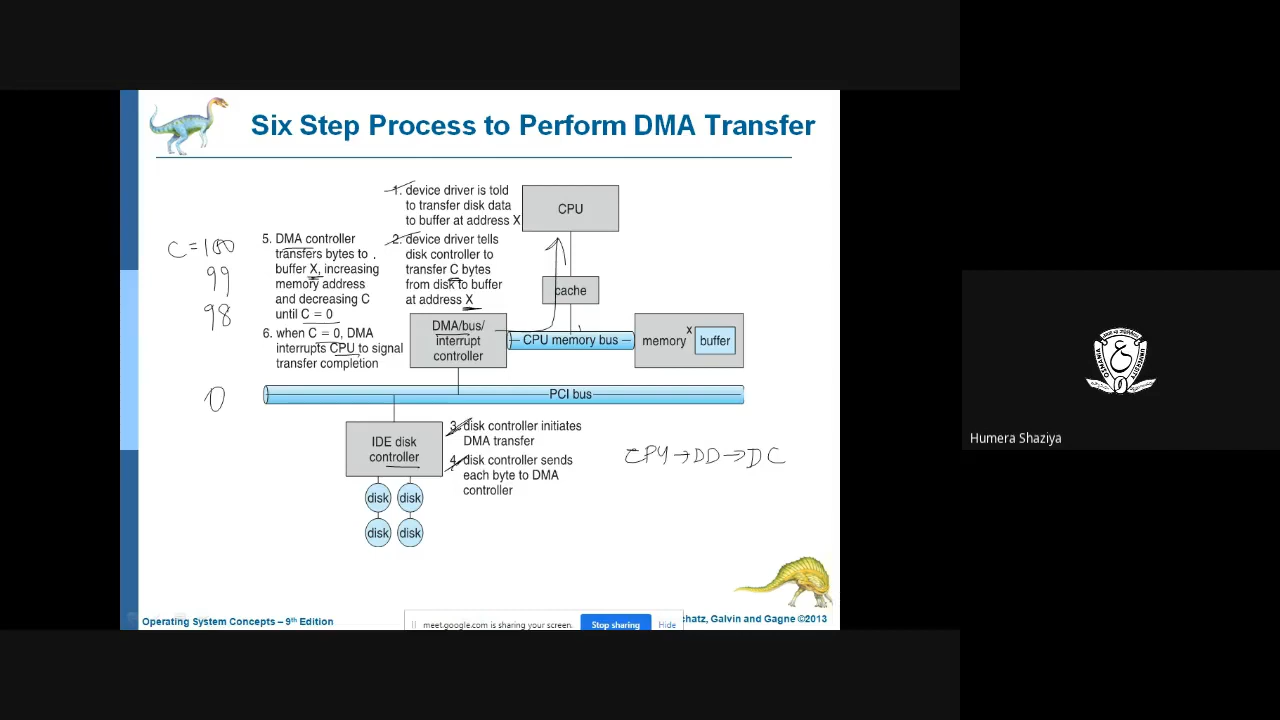 Six Step Process to Perform DMA Transfer
1. device driver is told
to transfer disk data
to buffer at address X
CPU
C = 100
99
98
0
5. DMA controller
transfers bytes to
buffer X, increasing
memory address
and decreasing C
until C = 0
6. when C = 0, DMA
interrupts CPU to signal
transfer completion
2. device driver tells
disk controller to
transfer C bytes
from disk to buffer
at address X
cache
DMA/bus/
interrupt
controller
CPU memory bus
memory
x
buffer
PCI bus
IDE disk
controller
3. disk controller initiates
DMA transfer
4. disk controller sends
each byte to DMA
controller
CPU → DD → DC
disk disk
disk disk
Operating System Concepts – 9th Edition
meet.google.com is sharing your screen.
Stop sharing
Hide
chatz, Galvin and Gagne ©2013
Humera Shaziya